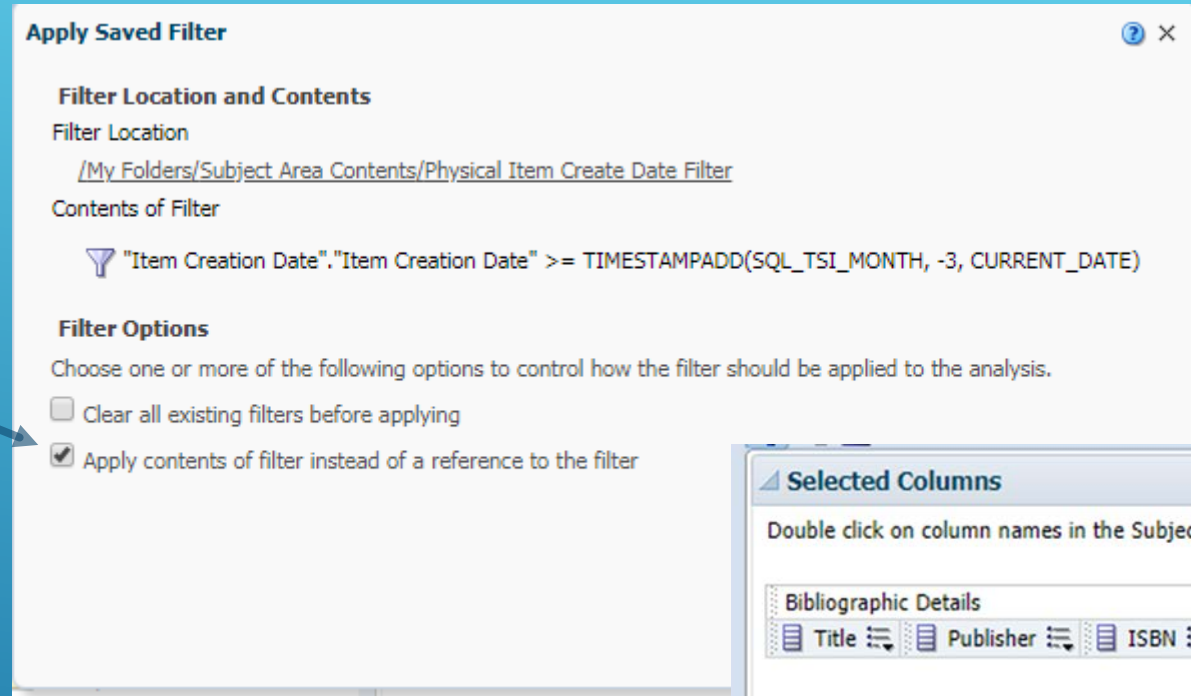 Apply Saved Filter
Filter Location and Contents
Filter Location
/My Folders/Subject Area Contents/Physical Item Create Date Filter
Contents of Filter
"Item Creation Date"."Item Creation Date" >= TIMESTAMPADD(SQL_TSI_MONTH, -3, CURRENT_DATE)
Filter Options
Choose one or more of the following options to control how the filter should be applied to the analysis.
Clear all existing filters before applying
Apply contents of filter instead of a reference to the filter
Selected Columns
Double click on column names in the Subjec
Bibliographic Details
Title Publisher ISBN